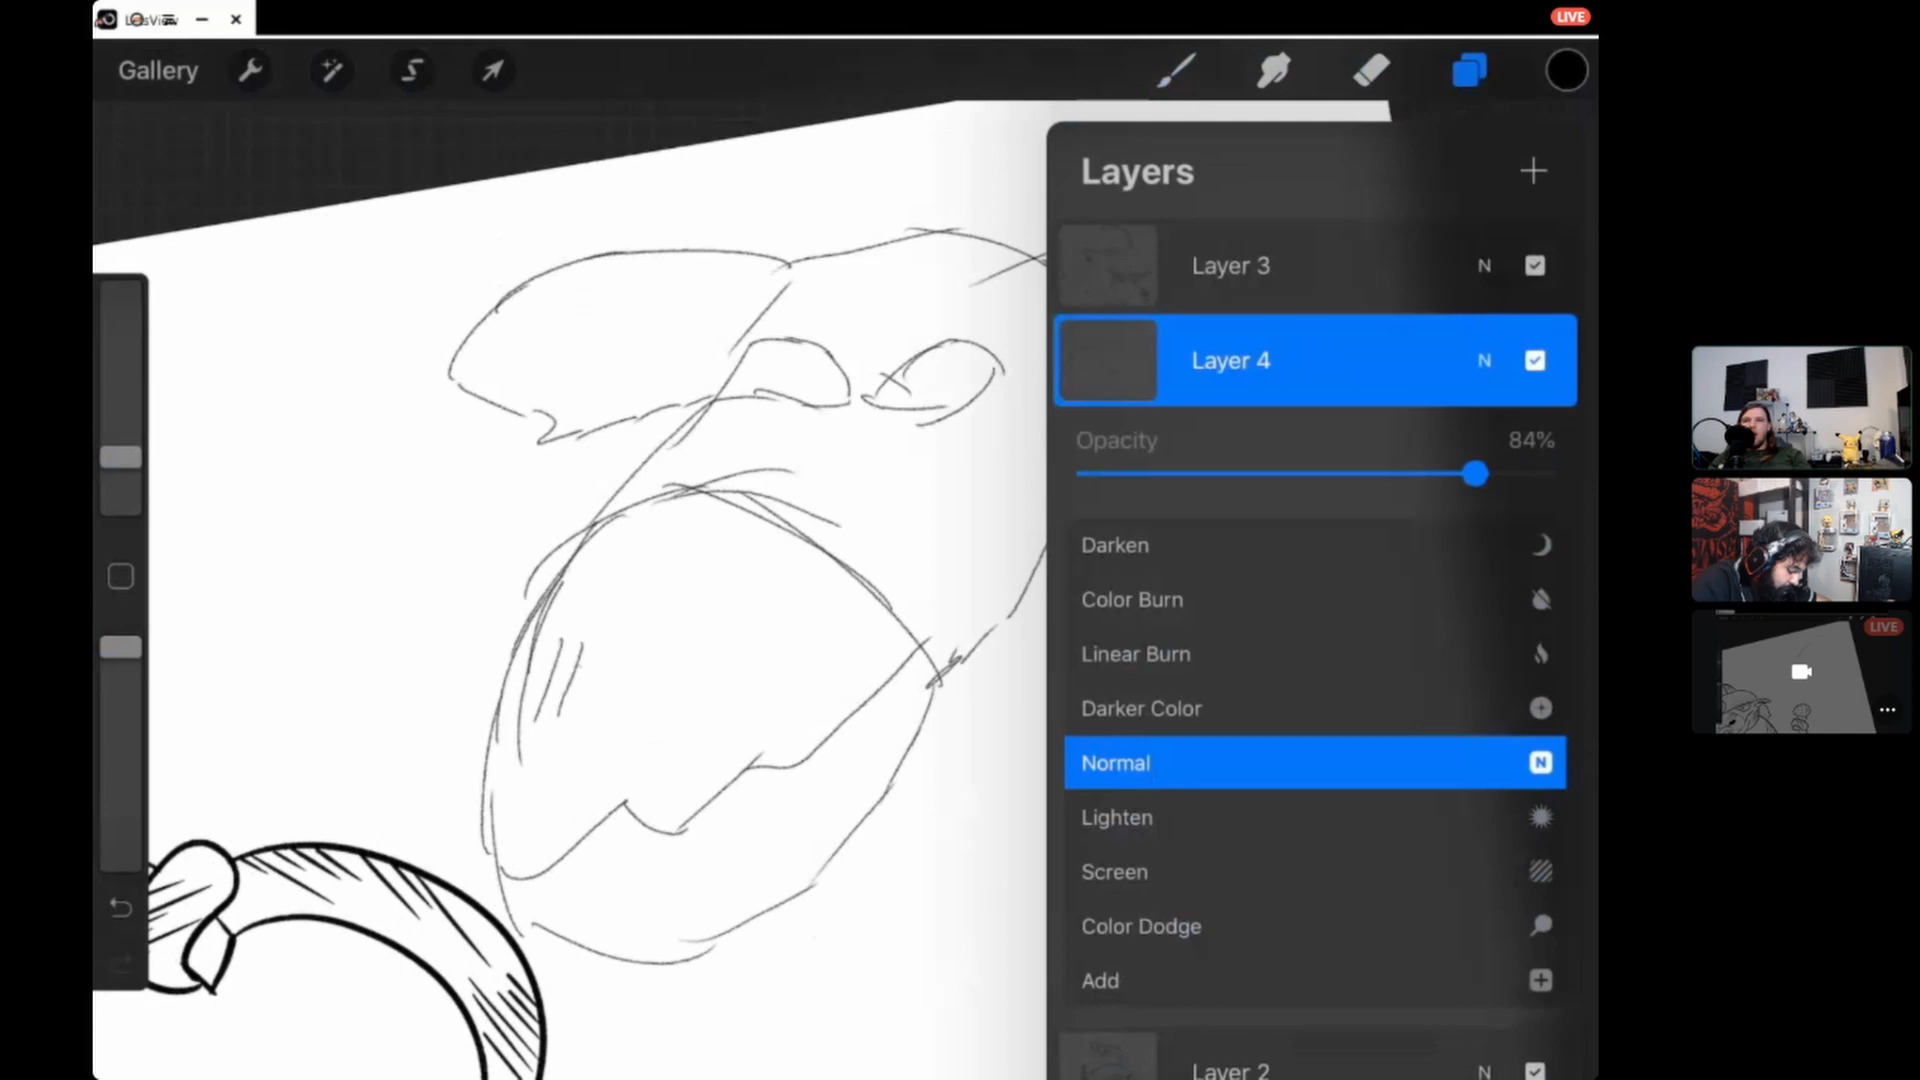 LetsView
LIVE
Gallery
Layers
Layer 3
N
Layer 4
N
Opacity
84%
Darken
Color Burn
Linear Burn
Darker Color
Normal
N
Lighten
Screen
Color Dodge
Add
Layer 2
N
LIVE